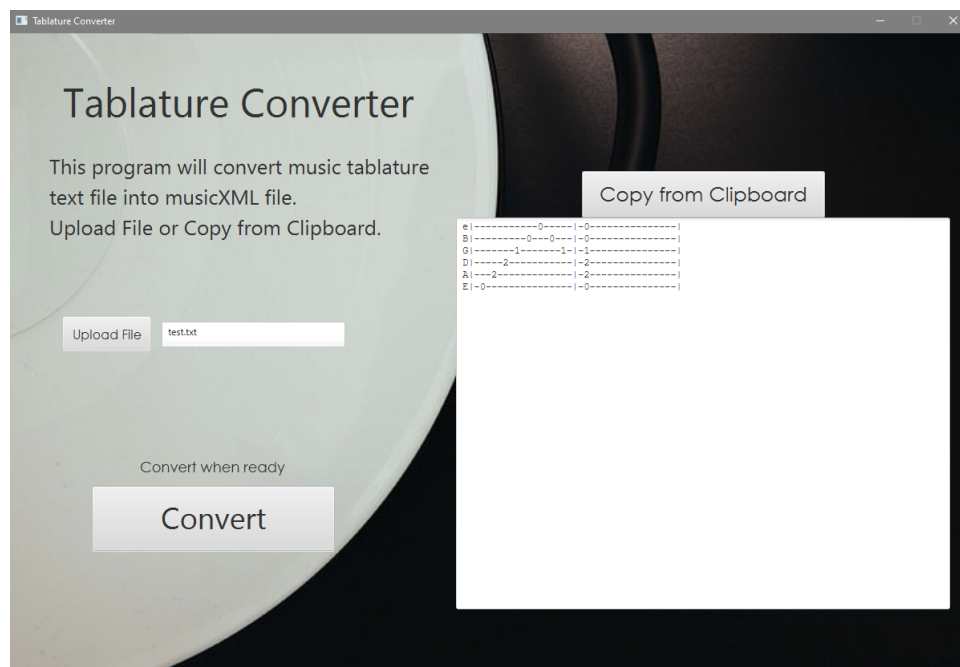 Tablature Converter
Tablature Converter
This program will convert music tablature
text file into musicXML file.
Upload File or Copy from Clipboard.
Upload File
test.txt
Convert when ready
Convert
Copy from Clipboard
e|-----------0-----|-0---------------|
B|---------0---0---|-0---------------|
G|-------1-------1-|-1---------------|
D|-----2-----------|-2---------------|
A|---2-------------|-2---------------|
E|-0---------------|-0---------------|